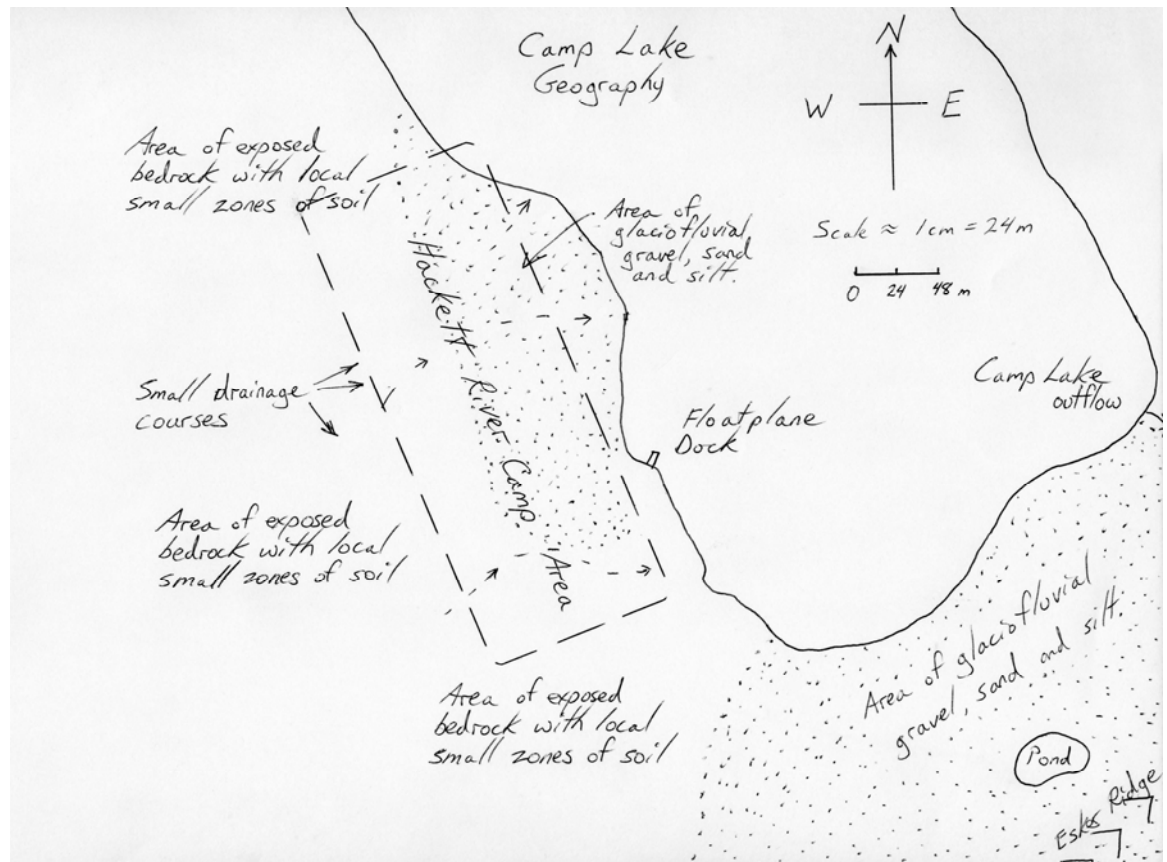 Camp Lake
Geography
N
W
E
Area of exposed
bedrock with local
small zones of soil
Area of
glaciofluvial
gravel, sand
and silt.
Scale ≈ 1cm = 24m
0 24 48 m
Hackett River Camp Area
Small drainage
courses
Camp Lake
outflow
Floatplane
Dock
Area of exposed
bedrock with local
small zones of soil
Area of exposed
bedrock with local
small zones of soil
Area of glaciofluvial
gravel, sand and silt.
Pond
Esker Ridge